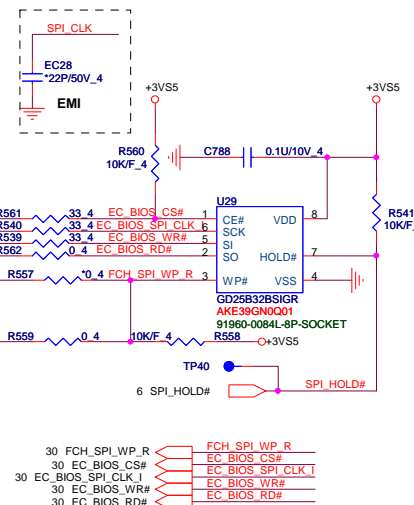 SPI_CLK
EC28
*22P/50V_4
EMI
+3VS5
+3VS5
R560
10K/F_4
C788
0.1U/10V_4
R541
10K/F_
U29
R561 33_4 EC_BIOS_CS# 1 CE# VDD 8
R540 33_4 EC_BIOS_SPI_CLK_I 6 SCK
R539 33_4 EC_BIOS_WR# 5 SI HOLD# 7
R562 0_4 EC_BIOS_RD# 2 SO
R557 *0_4 FCH_SPI_WP_R 3 WP# VSS 4
GD25B32BSIGR
AKE39GN0Q01
91960-0084L-8P-SOCKET
R559 0_4 10K/F_4 R558 +3VS5
TP40
6 SPI_HOLD# SPI_HOLD#
30 FCH_SPI_WP_R FCH_SPI_WP_R
30 EC_BIOS_CS# EC_BIOS_CS#
30 EC_BIOS_SPI_CLK_I EC_BIOS_SPI_CLK_I
30 EC_BIOS_WR# EC_BIOS_WR#
30 EC_BIOS_RD# EC_BIOS_RD#